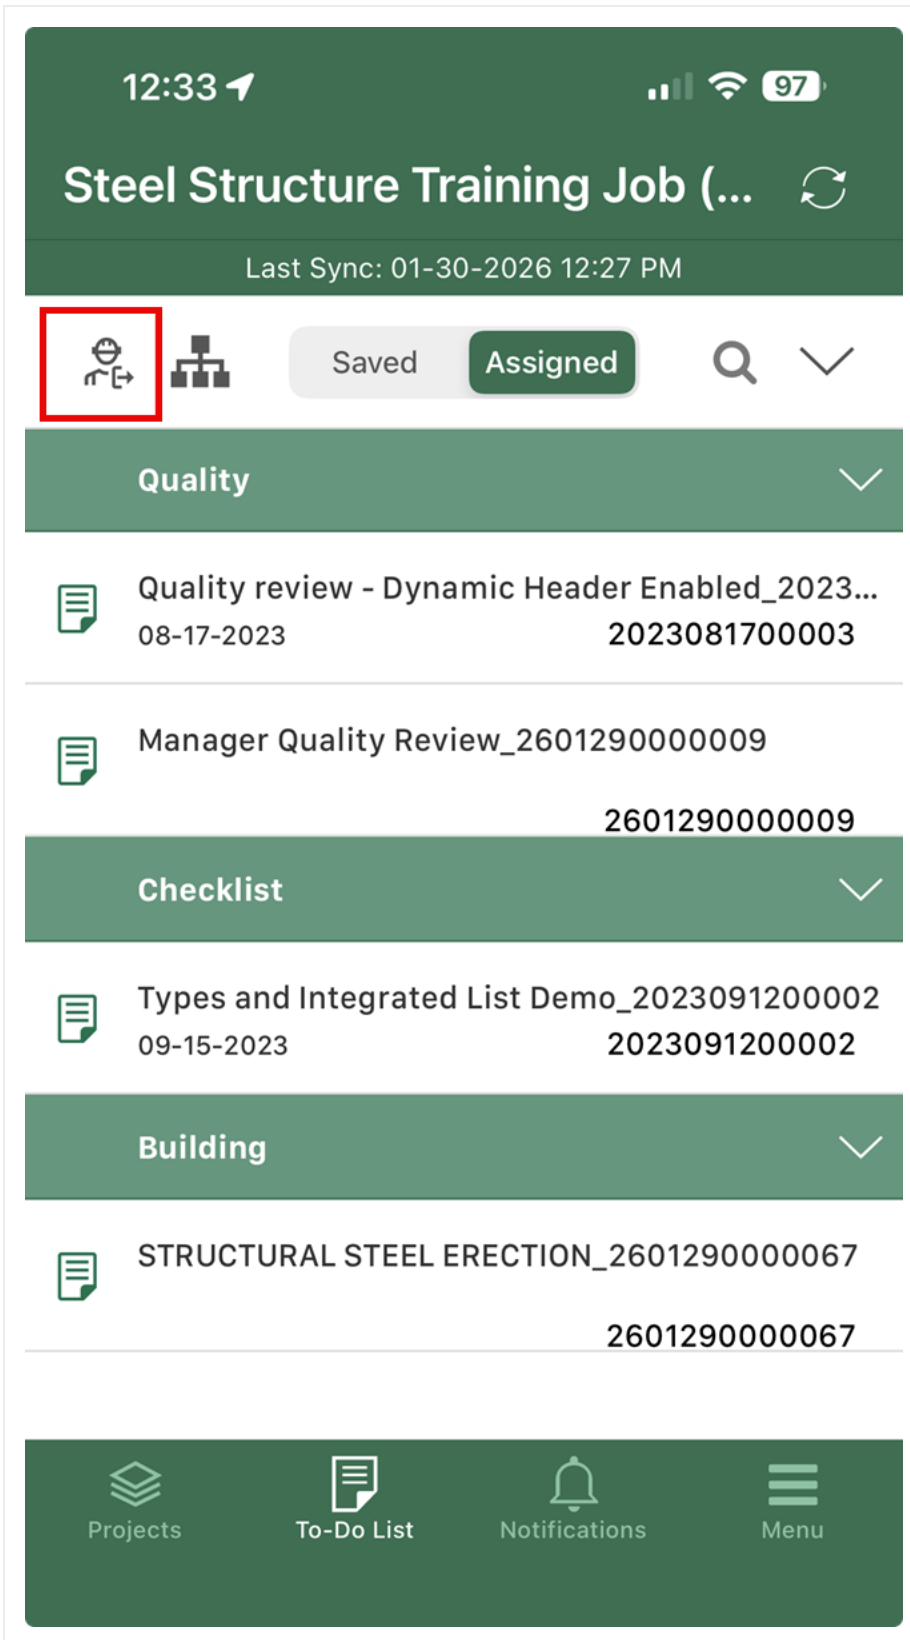 12:33
97
Steel Structure Training Job (...
Last Sync: 01-30-2026 12:27 PM
Saved
Assigned
Quality
Quality review - Dynamic Header Enabled_2023...
08-17-2023
2023081700003
Manager Quality Review_2601290000009
2601290000009
Checklist
Types and Integrated List Demo_2023091200002
09-15-2023
2023091200002
Building
STRUCTURAL STEEL ERECTION_2601290000067
2601290000067
Projects
To-Do List
Notifications
Menu